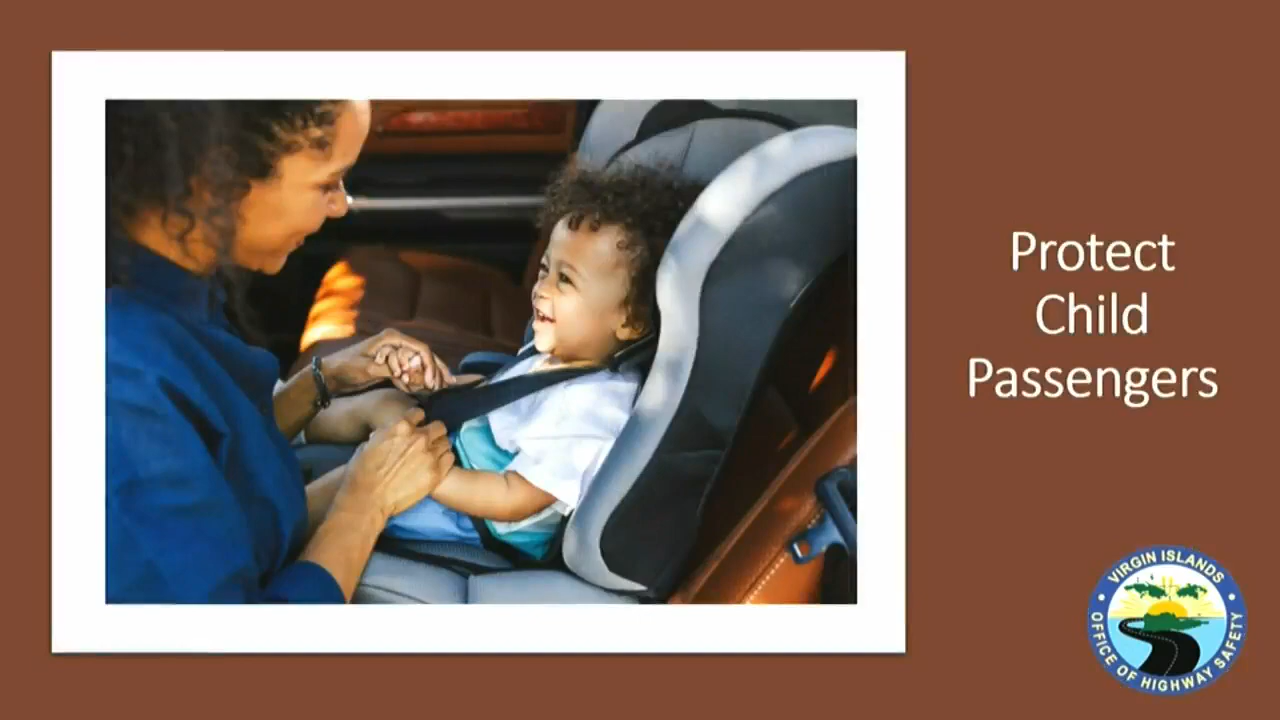 Protect
Child
Passengers
VIRGIN ISLANDS
OFFICE OF HIGHWAY SAFETY